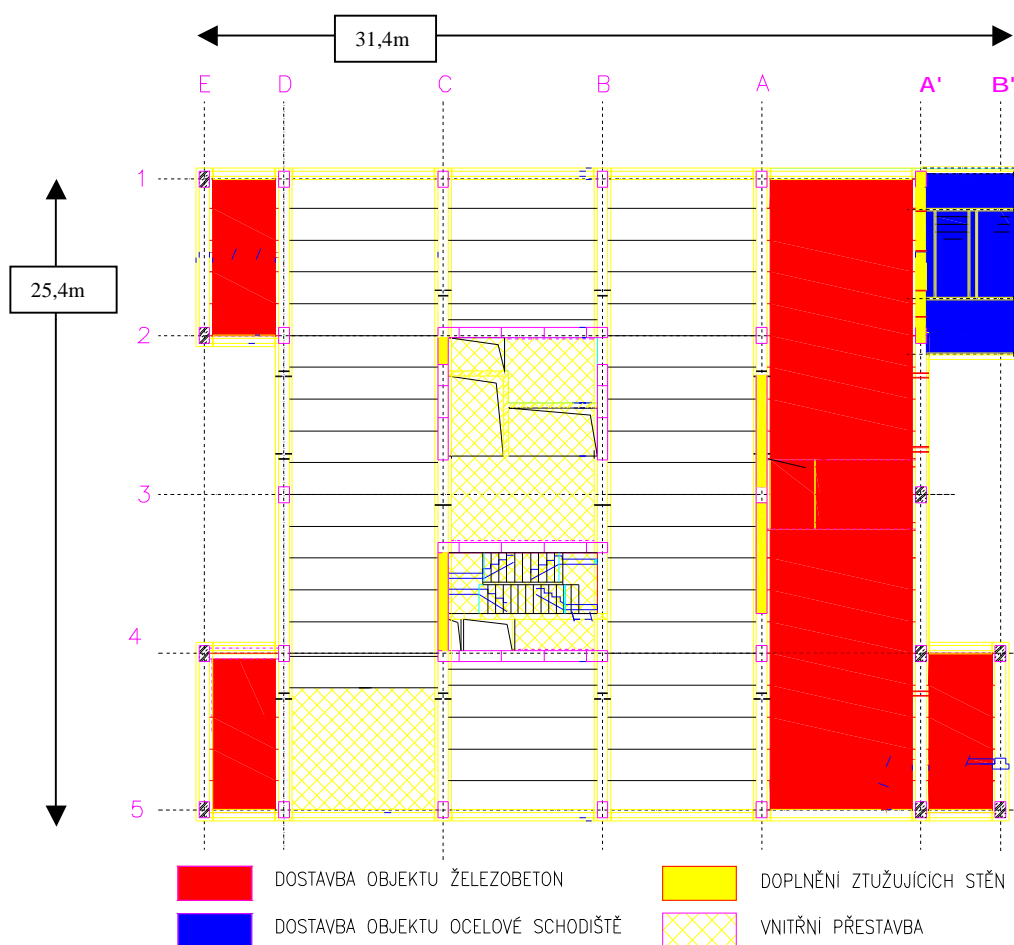 31,4m
E D C B A A' B'
1
25,4m
2
3
4
5
DOSTAVBA OBJEKTU ŽELEZOBETON
DOPLNĚNÍ ZTUŽUJÍCÍCH STĚN
DOSTAVBA OBJEKTU OCELOVÉ SCHODIŠTĚ
VNITŘNÍ PŘESTAVBA